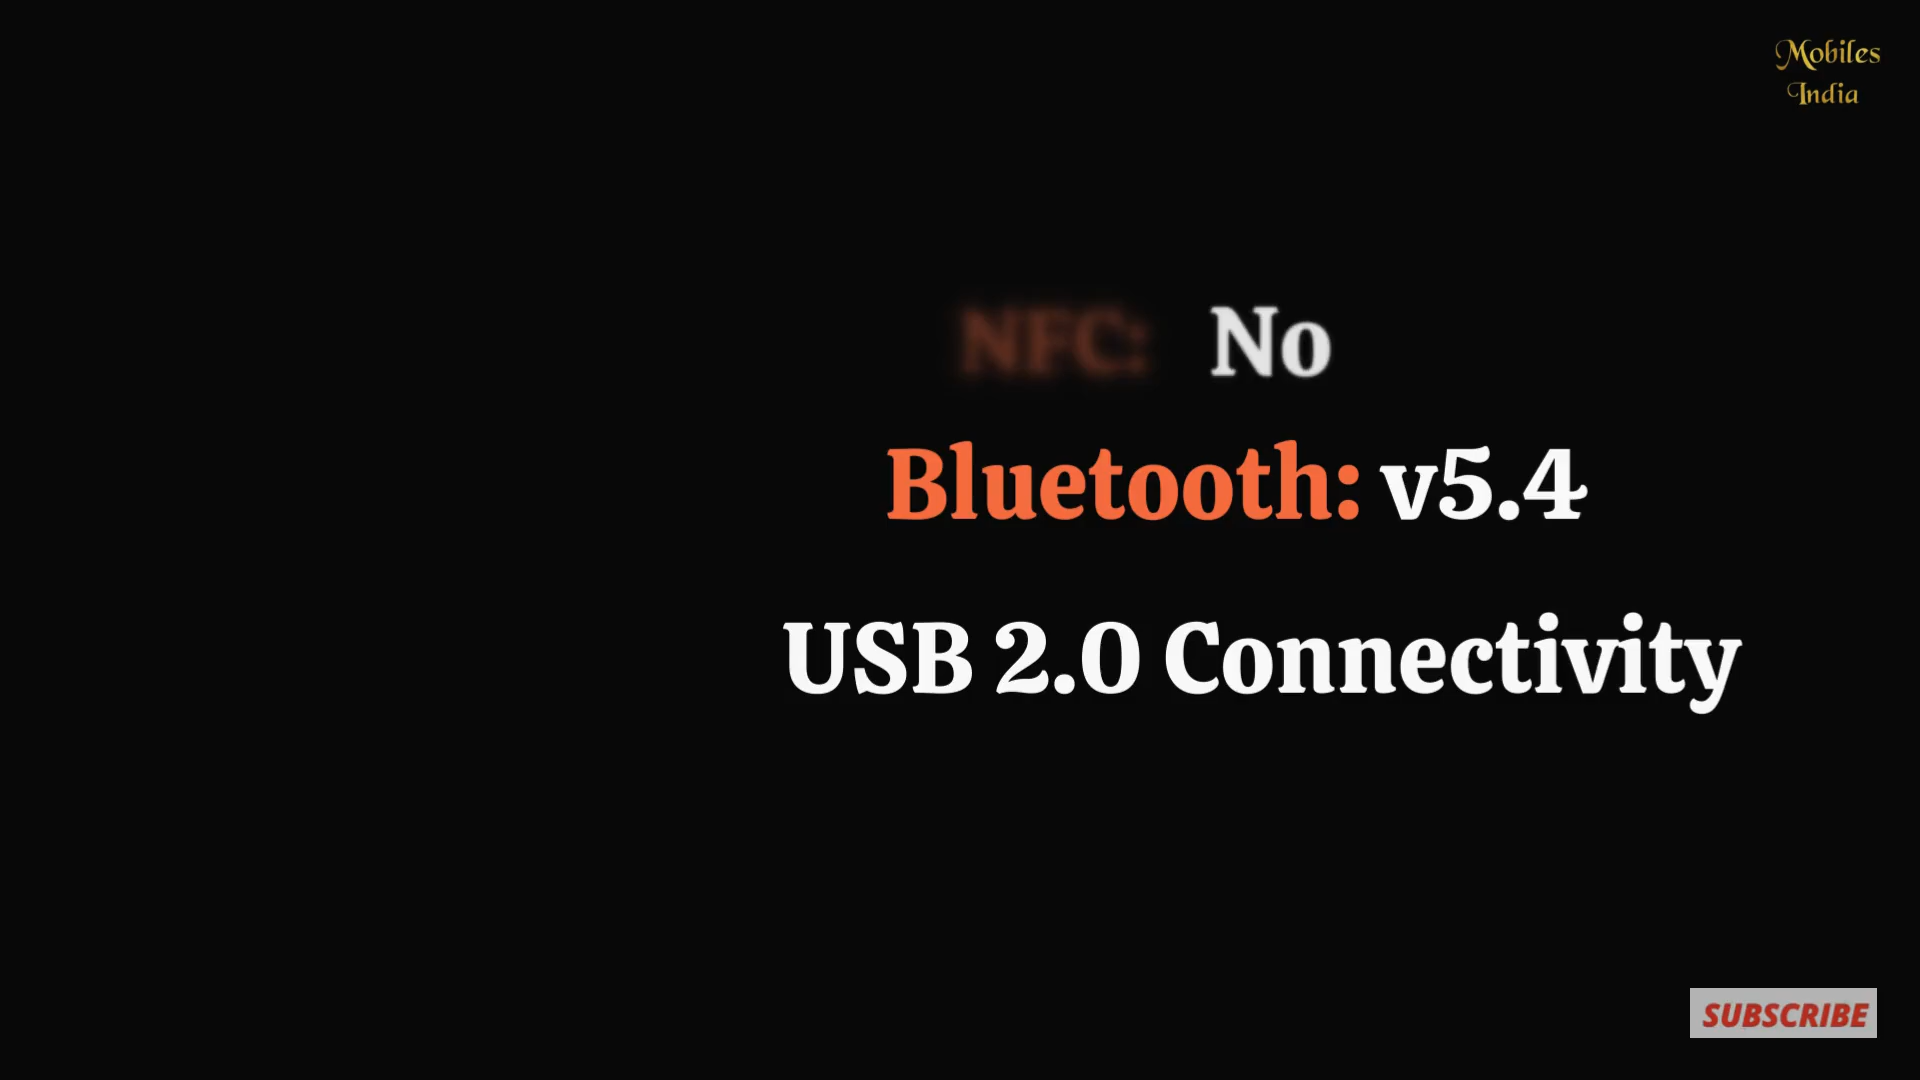 Mobiles
India
NFC: No
Bluetooth: v5.4
USB 2.0 Connectivity
SUBSCRIBE